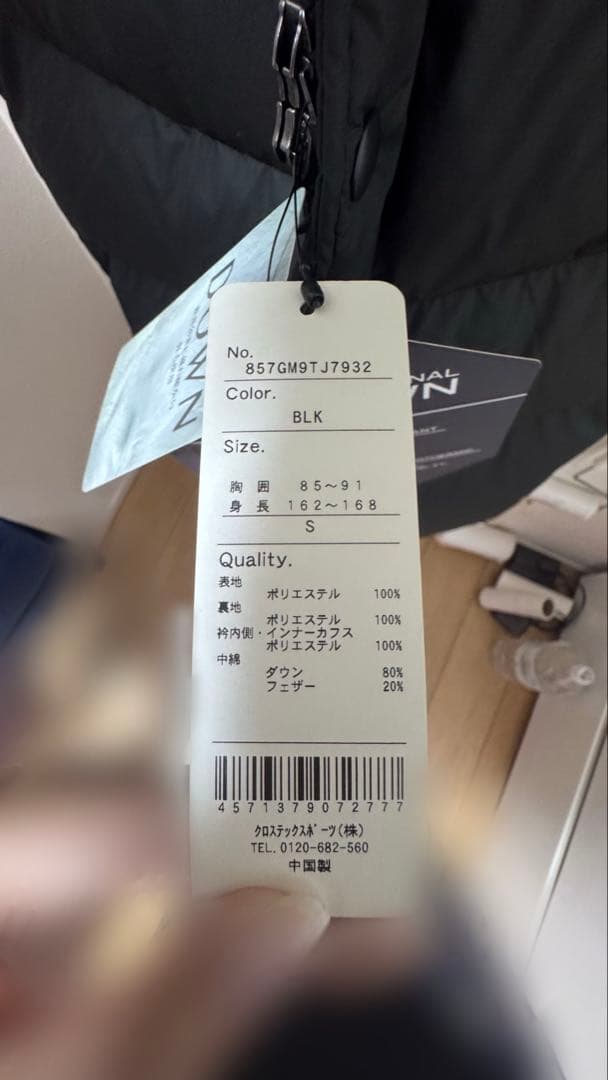 No.
857GM9TJ7932
Color.
BLK
Size.
胸 囲 85～91
身 長 162～168
S
Quality.
表地
ポリエステル 100%
裏地
ポリエステル 100%
衿内側・インナーカフス
ポリエステル 100%
中綿
ダウン 80%
フェザー 20%
4571379072777
クロステックスポーツ(株)
TEL.0120-682-560
中国製
DOWN